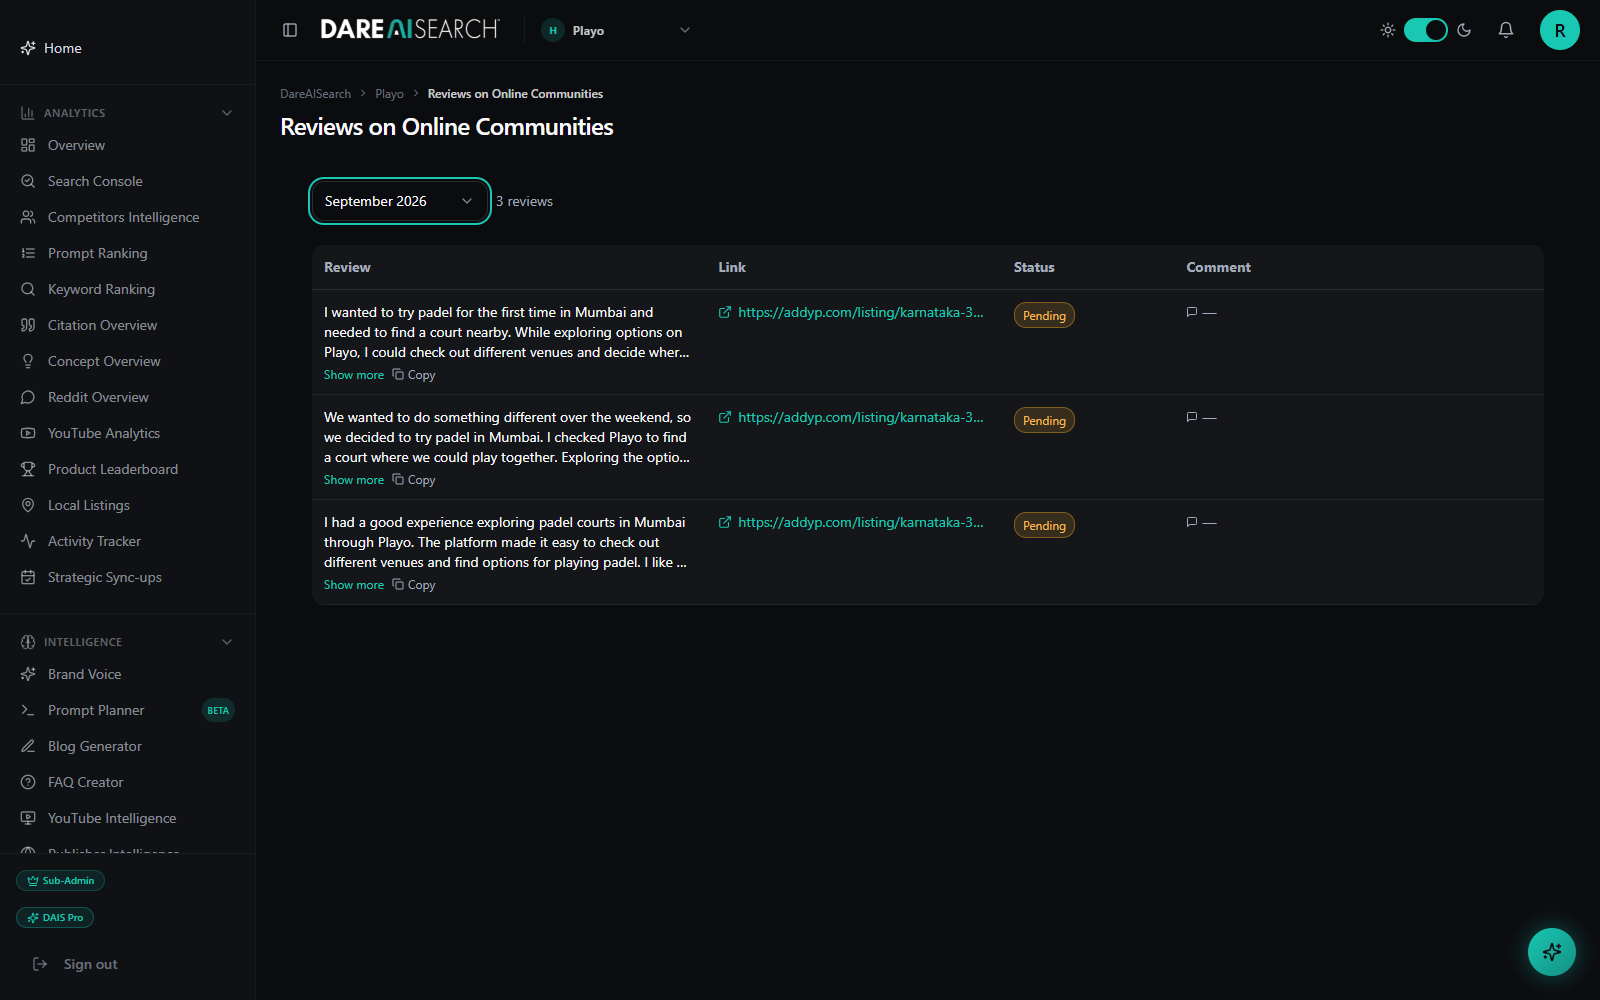 Home
ANALYTICS
Overview
Search Console
Competitors Intelligence
Prompt Ranking
Keyword Ranking
Citation Overview
Concept Overview
Reddit Overview
YouTube Analytics
Product Leaderboard
Local Listings
Activity Tracker
Strategic Sync-ups
INTELLIGENCE
Brand Voice
Prompt Planner BETA
Blog Generator
FAQ Creator
YouTube Intelligence
Publisher Intelligence
Sub-Admin
DAIS Pro
Sign out
DARE AI SEARCH
H Playo
R
DareAISearch > Playo > Reviews on Online Communities
Reviews on Online Communities
September 2026 3 reviews
Review Link Status Comment
I wanted to try padel for the first time in Mumbai and
needed to find a court nearby. While exploring options on
Playo, I could check out different venues and decide wher...
Show more Copy
https://addyp.com/listing/karnataka-3...
Pending
—
We wanted to do something different over the weekend, so
we decided to try padel in Mumbai. I checked Playo to find
a court where we could play together. Exploring the optio...
Show more Copy
https://addyp.com/listing/karnataka-3...
Pending
—
I had a good experience exploring padel courts in Mumbai
through Playo. The platform made it easy to check out
different venues and find options for playing padel. I like ...
Show more Copy
https://addyp.com/listing/karnataka-3...
Pending
—